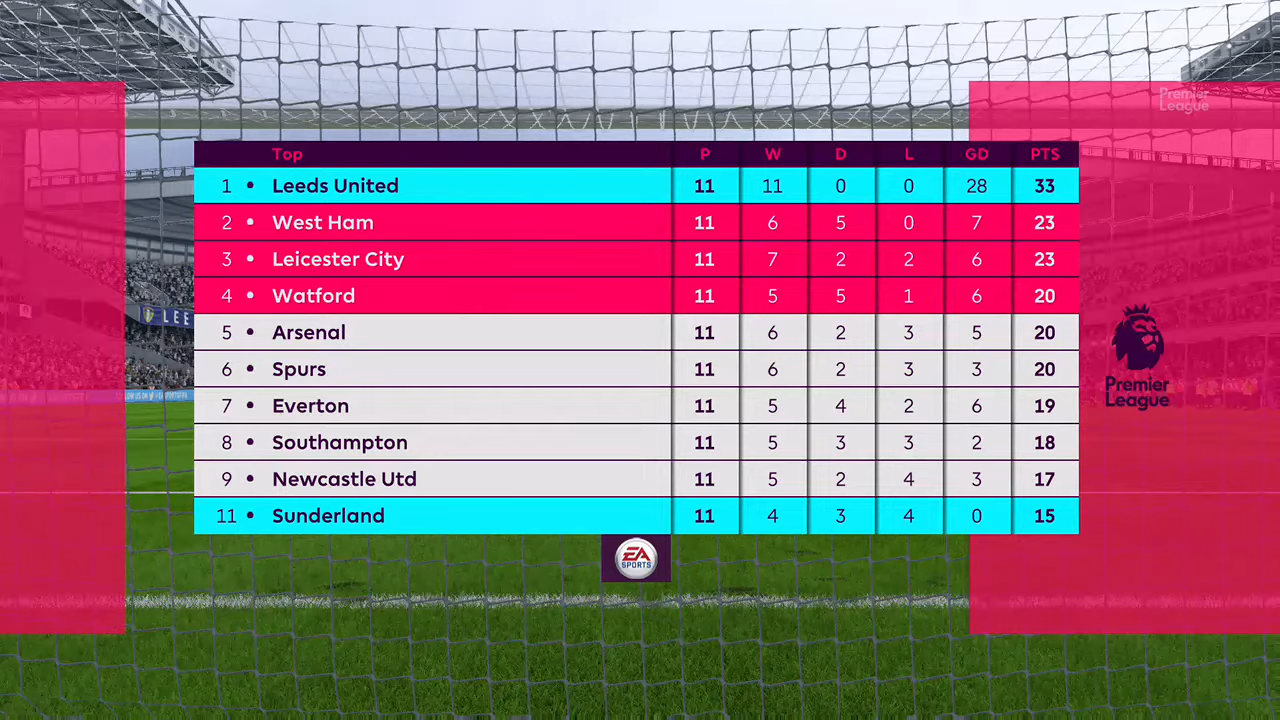 Premier
League
Top P W D L GD PTS
1 • Leeds United 11 11 0 0 28 33
2 • West Ham 11 6 5 0 7 23
3 • Leicester City 11 7 2 2 6 23
4 • Watford 11 5 5 1 6 20
5 • Arsenal 11 6 2 3 5 20
6 • Spurs 11 6 2 3 3 20
7 • Everton 11 5 4 2 6 19
8 • Southampton 11 5 3 3 2 18
9 • Newcastle Utd 11 5 2 4 3 17
11 • Sunderland 11 4 3 4 0 15
LEE
Premier
League
EA
SPORTS